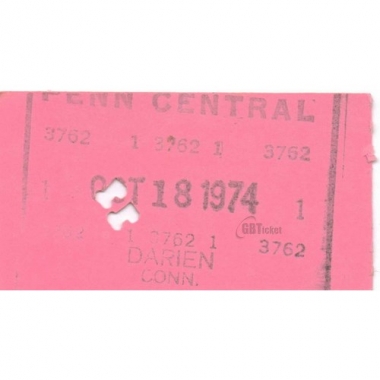 PENN CENTRAL
3762 1 3762 1 3762
1 OCT 18 1974 1
GBTicket
1 3762 1 3762
DARIEN
CONN.